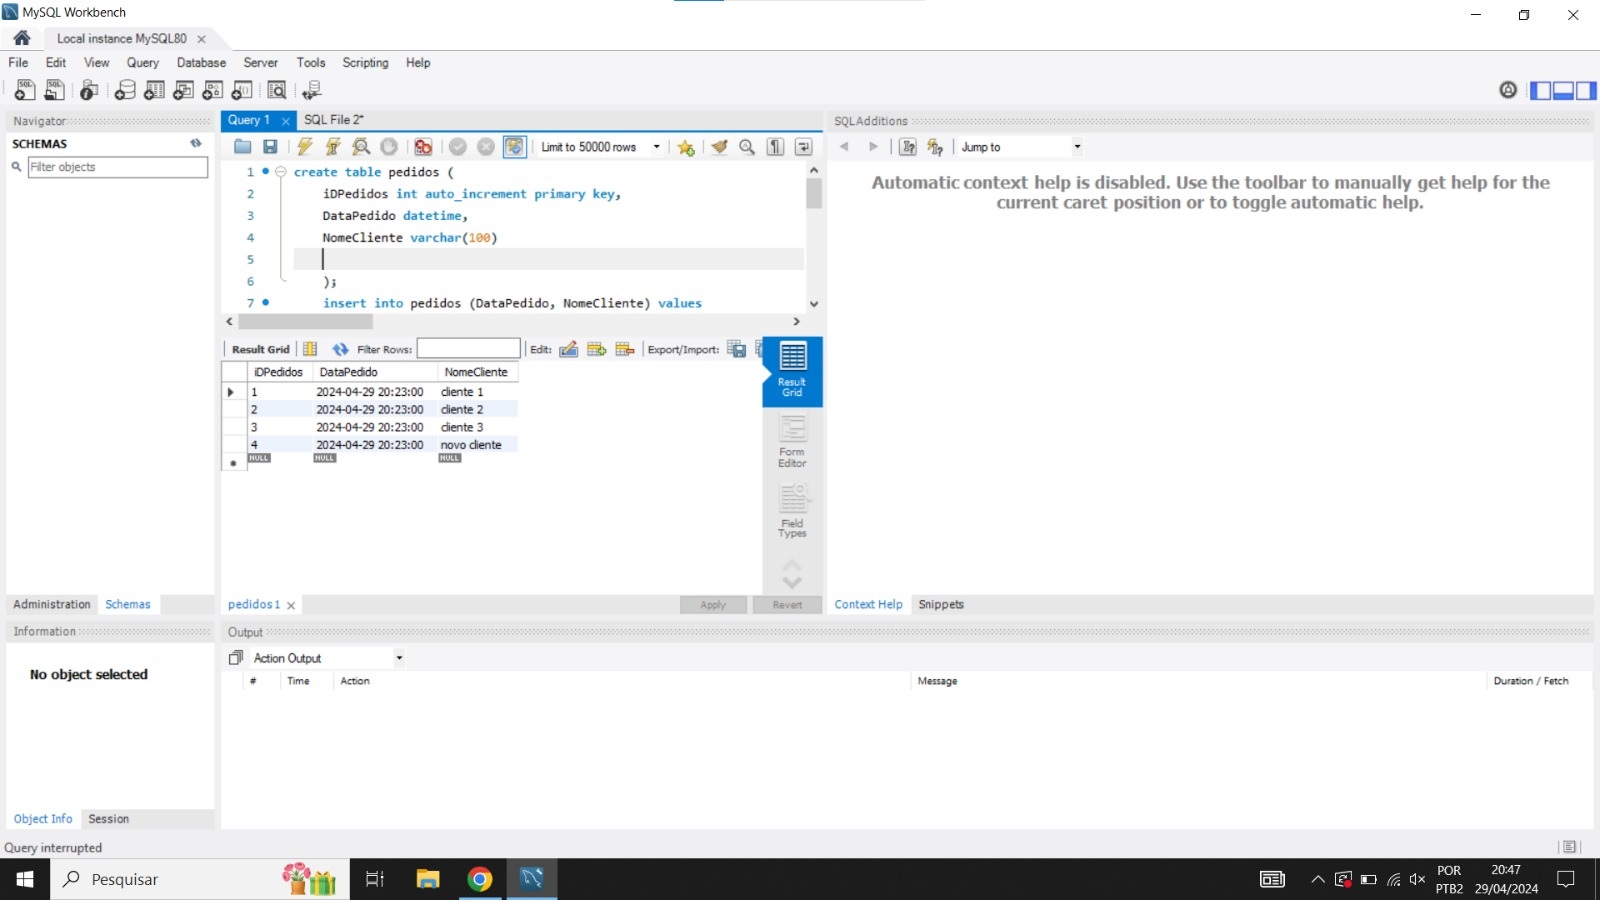 MySQL Workbench
Local instance MySQL80
File Edit View Query Database Server Tools Scripting Help
Navigator
SCHEMAS
Filter objects
Query 1 SQL File 2*
Limit to 50000 rows
1 create table pedidos (
2 iDPedidos int auto_increment primary key,
3 DataPedido datetime,
4 NomeCliente varchar(100)
5
6 );
7 insert into pedidos (DataPedido, NomeCliente) values
Result Grid Filter Rows: Edit: Export/Import:
iDPedidos DataPedido NomeCliente
1 2024-04-29 20:23:00 cliente 1
2 2024-04-29 20:23:00 cliente 2
3 2024-04-29 20:23:00 cliente 3
4 2024-04-29 20:23:00 novo cliente
NULL NULL NULL
Result
Grid
Form
Editor
Field
Types
pedidos 1 Apply Revert
SQLAdditions
Jump to
Automatic context help is disabled. Use the toolbar to manually get help for the
current caret position or to toggle automatic help.
Context Help Snippets
Administration Schemas
Information
No object selected
Object Info Session
Output
Action Output
# Time Action Message Duration / Fetch
Query interrupted
Pesquisar
POR
PTB2
20:47
29/04/2024